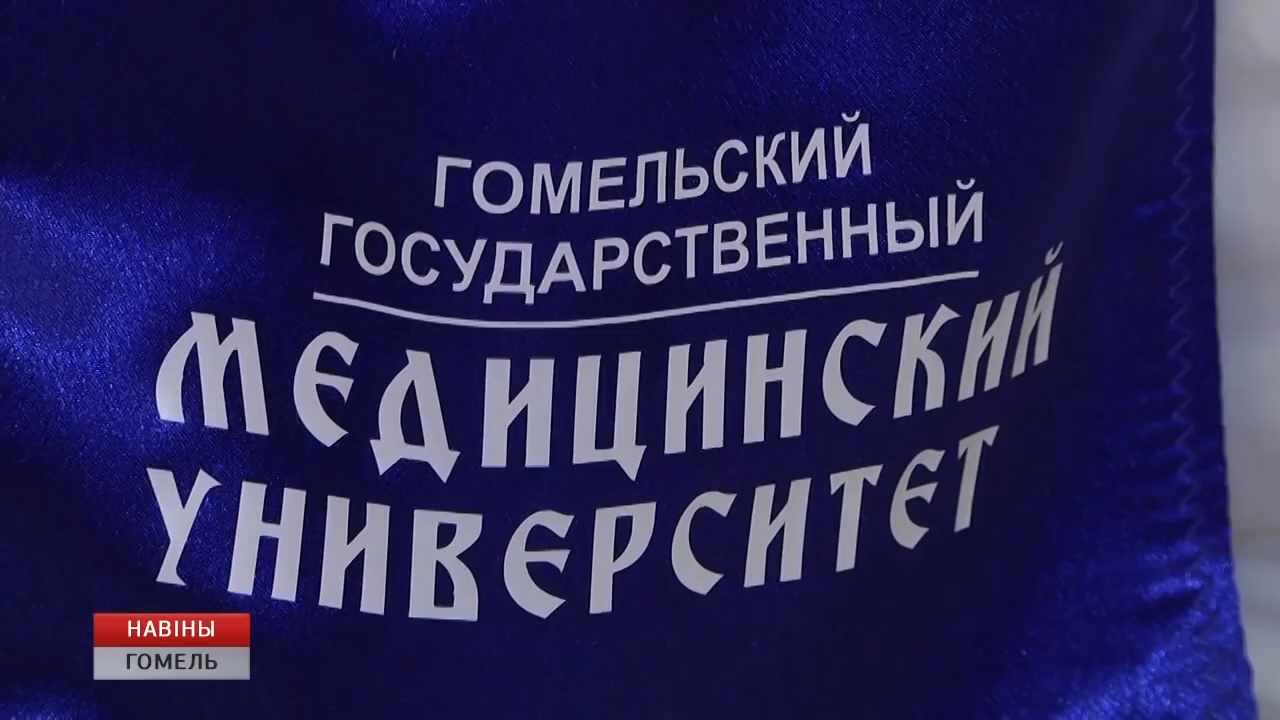 ГОМЕЛЬСКИЙ
ГОСУДАРСТВЕННЫЙ
МЕДИЦИНСКИЙ
УНИВЕРСИТЕТ
НАВІНЫ
ГОМЕЛЬ